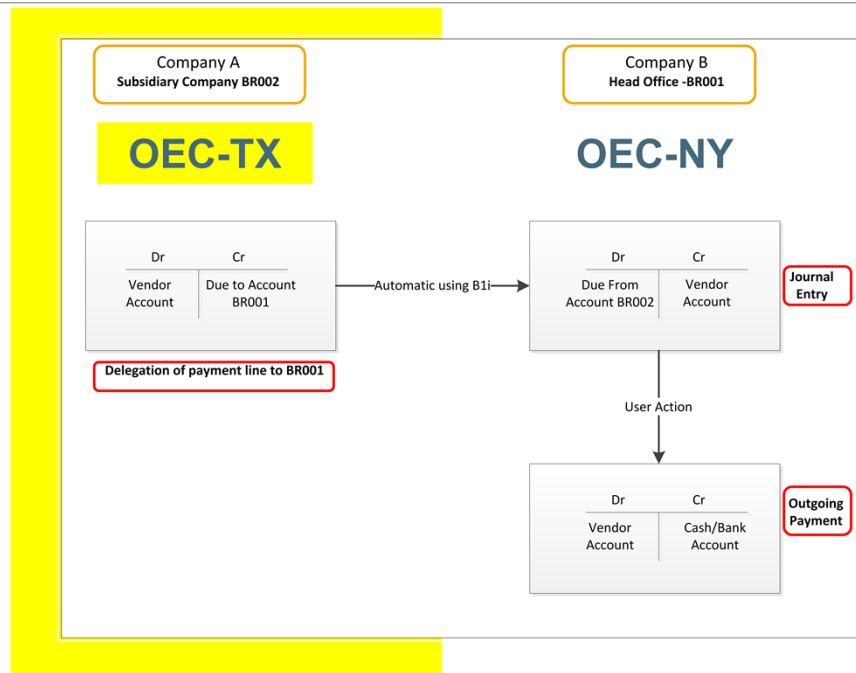 Company A
Subsidiary Company BR002
Company B
Head Office -BR001
OEC-TX
OEC-NY
Dr Cr
Vendor Account
Due to Account BR001
Delegation of payment line to BR001
Automatic using B1i
Dr Cr
Due From Account BR002
Vendor Account
Journal
Entry
User Action
Dr Cr
Vendor Account
Cash/Bank Account
Outgoing
Payment